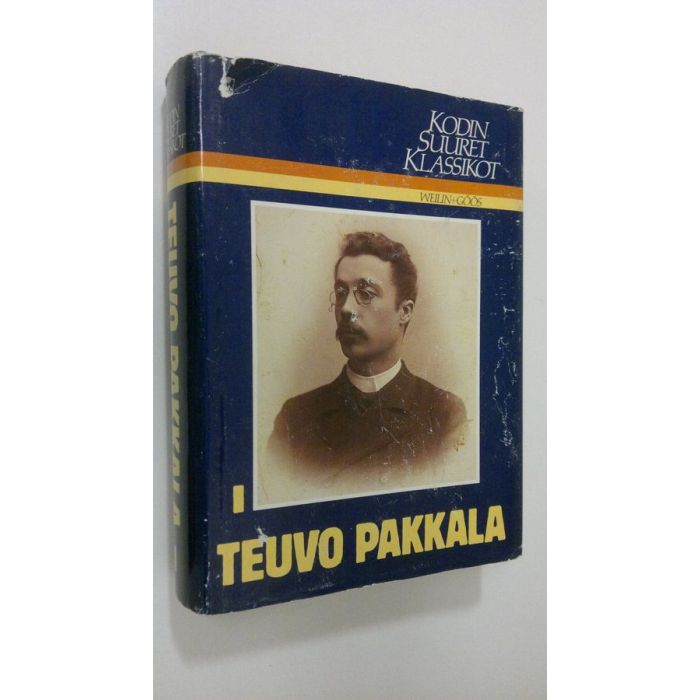 KODIN
SUURET
KLASSIKOT
WEILIN+GÖÖS
I
TEUVO PAKKALA
TEUVO PAKKALA